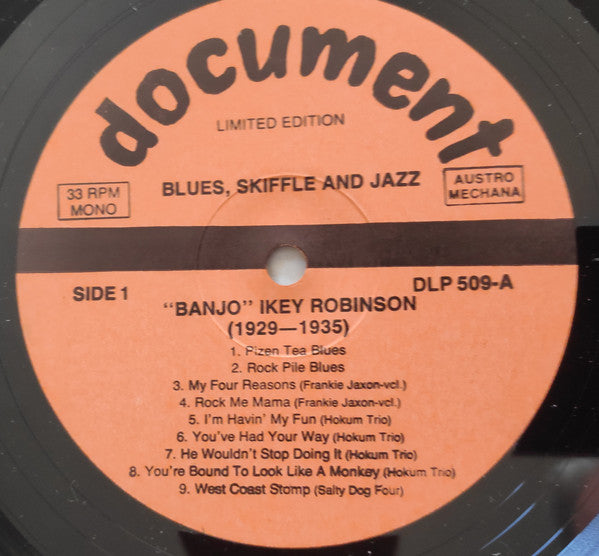 document
LIMITED EDITION
BLUES, SKIFFLE AND JAZZ
33 RPM
MONO
AUSTRO
MECHANA
SIDE 1
DLP 509-A
"BANJO" IKEY ROBINSON
(1929—1935)
1. Pizen Tea Blues
2. Rock Pile Blues
3. My Four Reasons (Frankie Jaxon-vcl.)
4. Rock Me Mama (Frankie Jaxon-vcl.)
5. I'm Havin' My Fun (Hokum Trio)
6. You've Had Your Way (Hokum Trio)
7. He Wouldn't Stop Doing It (Hokum Trio)
8. You're Bound To Look Like A Monkey (Hokum Trio)
9. West Coast Stomp (Salty Dog Four)